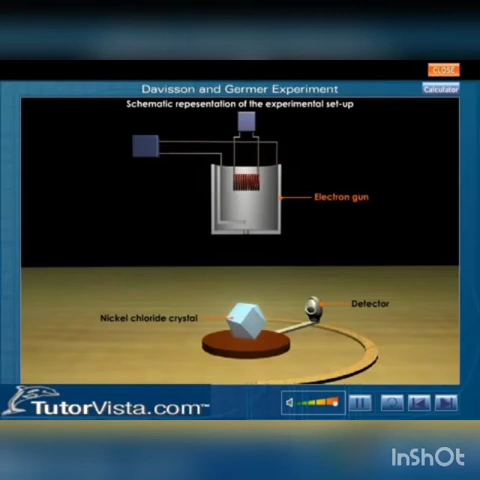 CLOSE
Davisson and Germer Experiment
Calculator
Schematic repesentation of the experimental set-up
Electron gun
Detector
Nickel chloride crystal
TutorVista.com™
InShOt